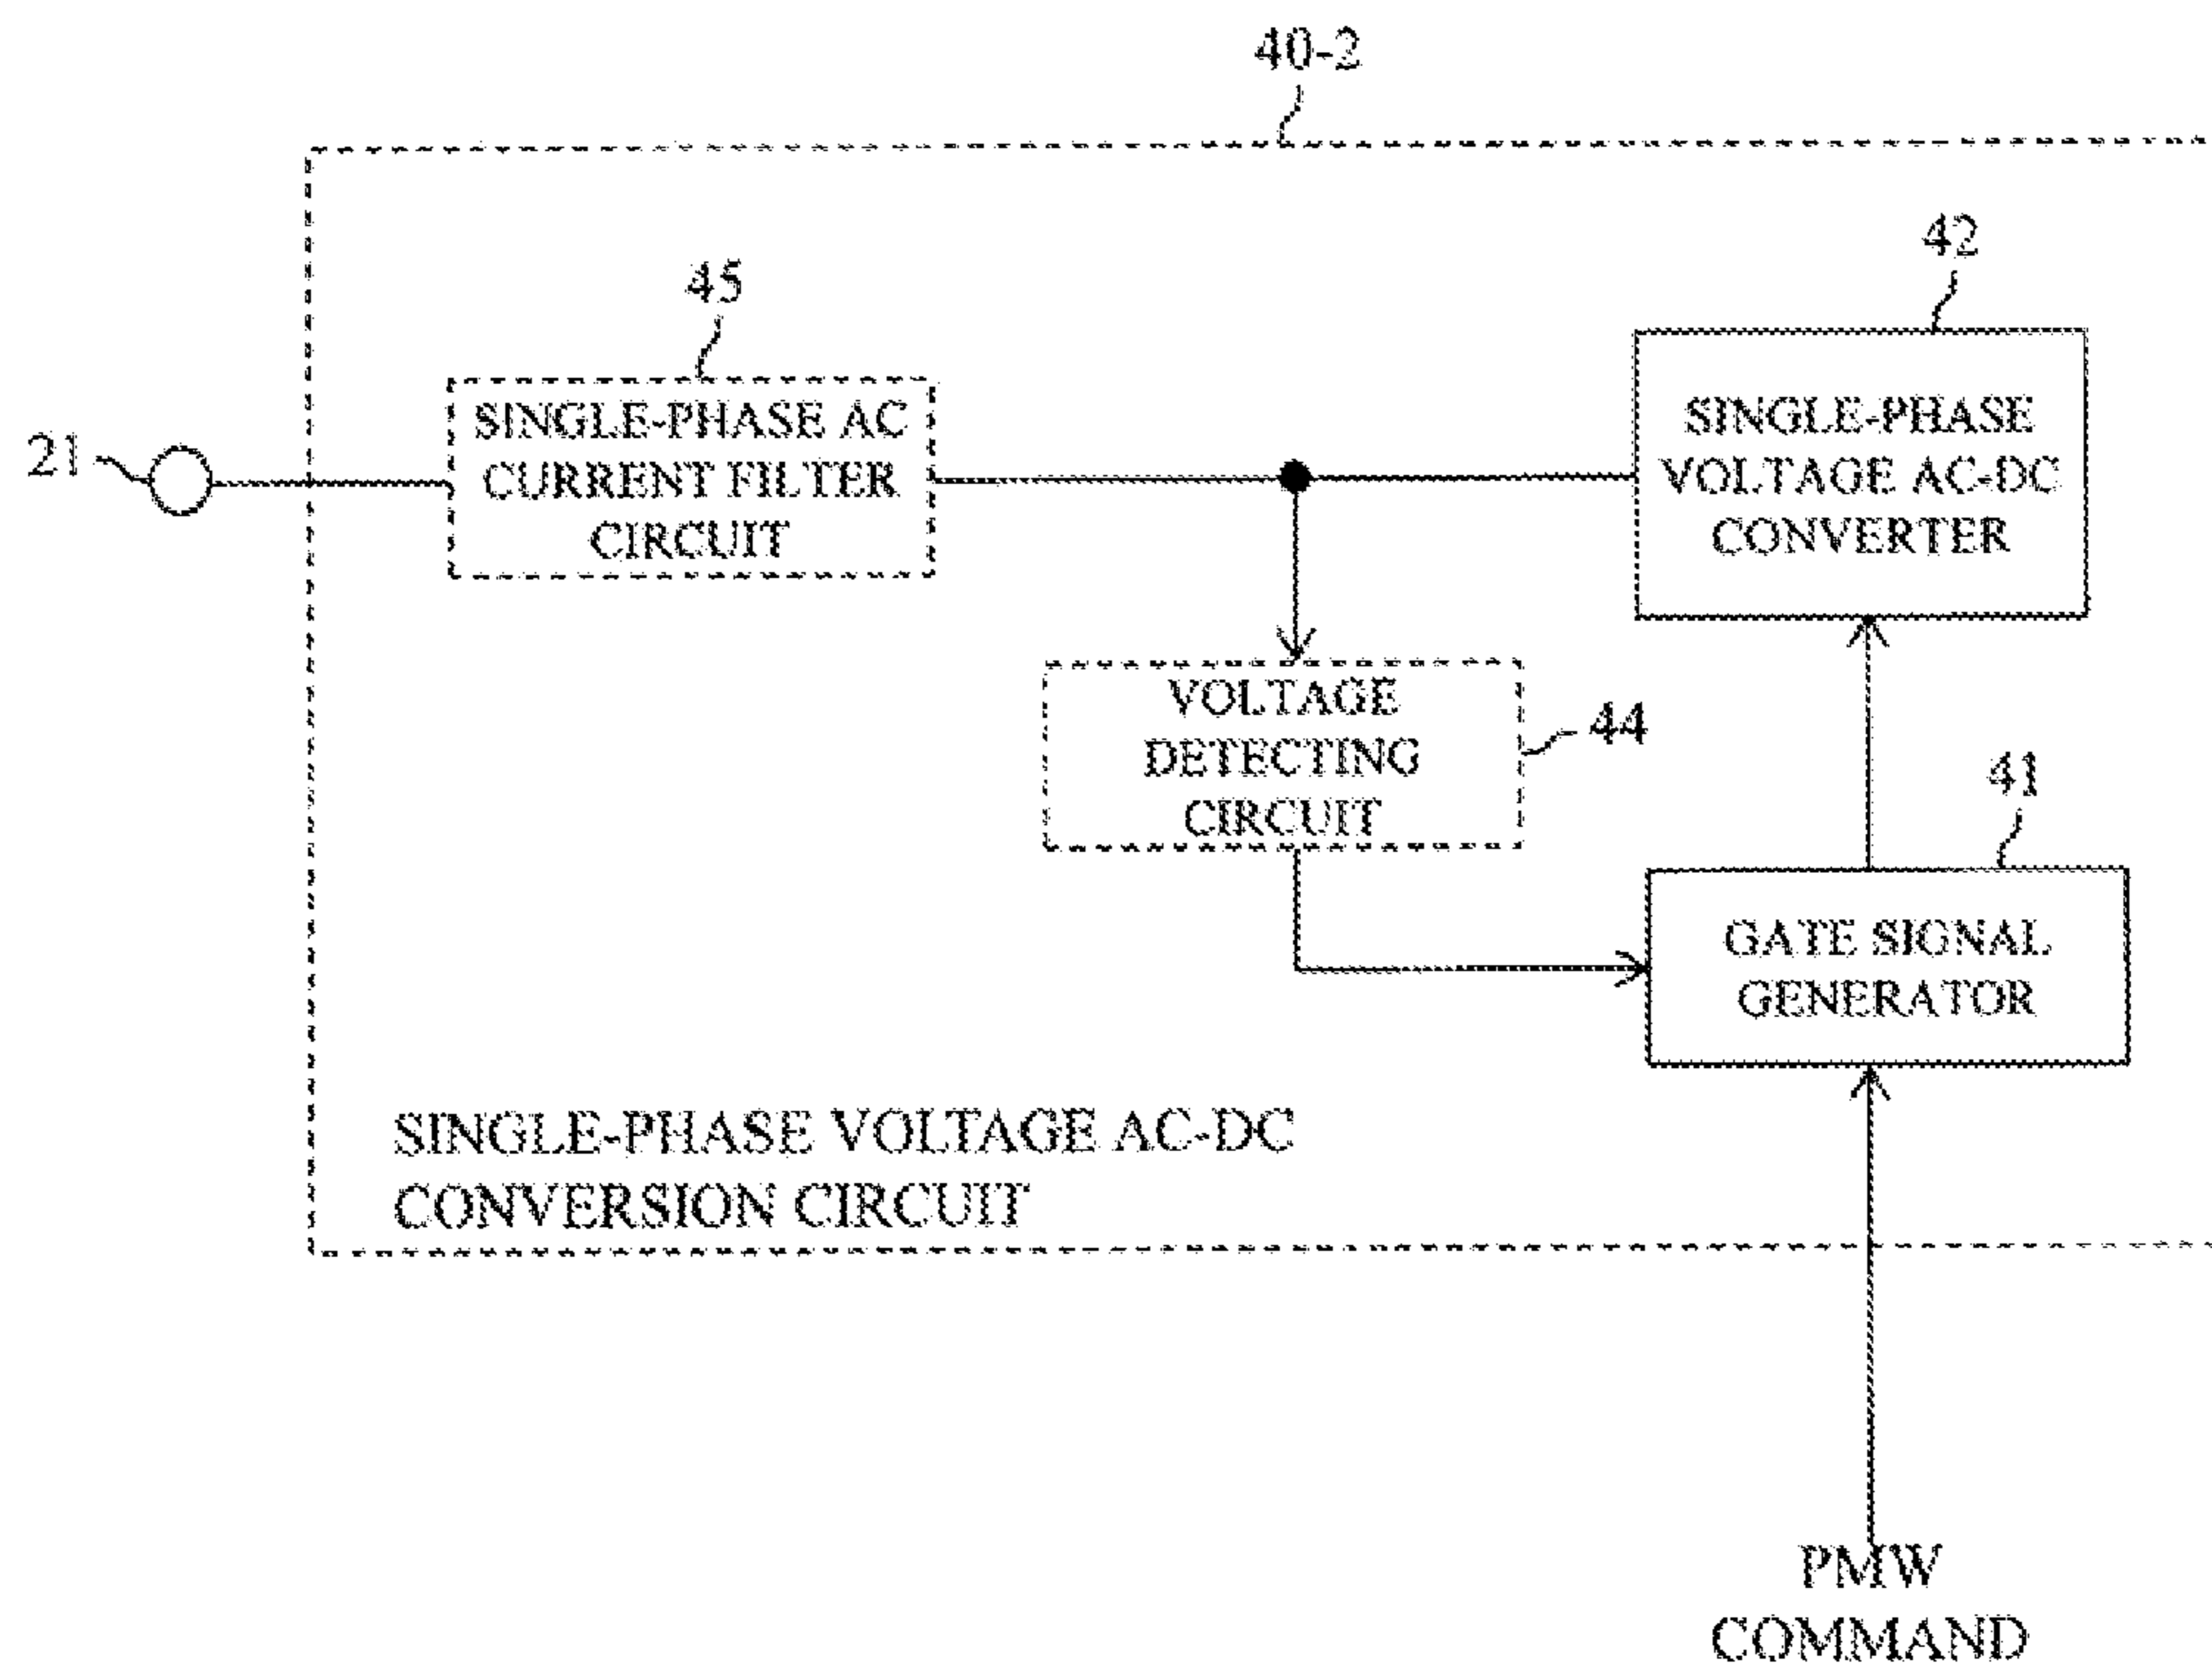 40-2
42
45
SINGLE-PHASE AC
CURRENT FILTER
CIRCUIT
SINGLE-PHASE
VOLTAGE AC-DC
CONVERTER
21
VOLTAGE
DETECTING
CIRCUIT
44
41
GATE SIGNAL
GENERATOR
SINGLE-PHASE VOLTAGE AC-DC
CONVERSION CIRCUIT
PMW
COMMAND